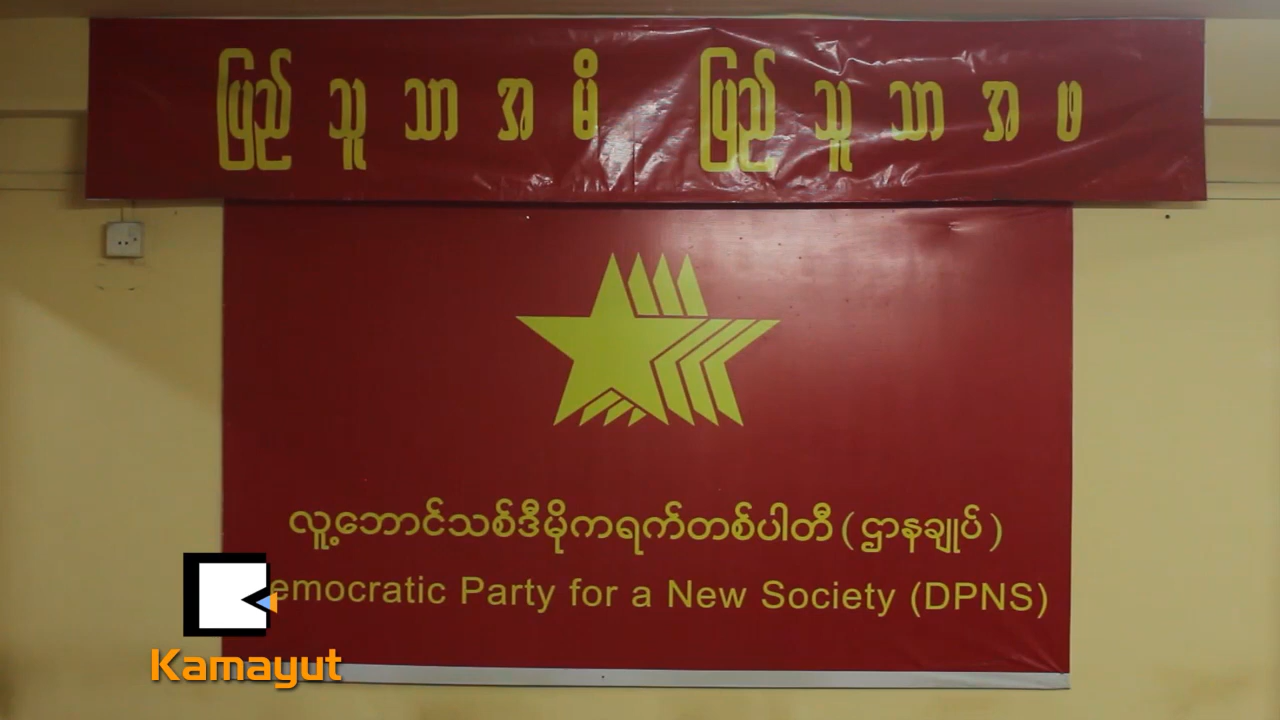 ပြည် သူ သာ အ မိ ပြည် သူ သာ အ ဖ
လူ့ဘောင်သစ်ဒီမိုကရက်တစ်ပါတီ (ဌာနချုပ်)
emocratic Party for a New Society (DPNS)
Kamayut